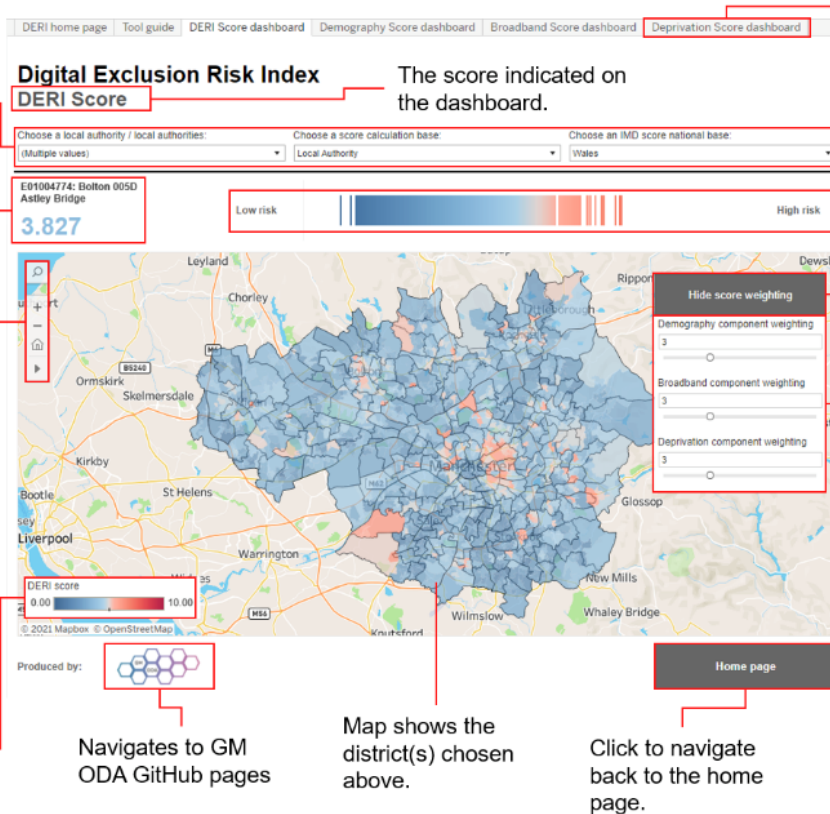 DERI home page
Tool guide
DERI Score dashboard
Demography Score dashboard
Broadband Score dashboard
Deprivation Score dashboard
Digital Exclusion Risk Index
DERI Score
The score indicated on
the dashboard.
Choose a local authority / local authorities:
(Multiple values)
Choose a score calculation base:
Local Authority
Choose an IMD score national base:
Wales
E01004774: Bolton 005D
Astley Bridge
3.827
Low risk
High risk
Leyland
Chorley
Ormskirk
B5240
Skelmersdale
Kirkby
Bootle
St Helens
Liverpool
Warrington
Manchester
M62
Glossop
New Mills
Whaley Bridge
Wilmslow
Knutsford
M56
Hide score weighting
Demography component weighting
3
Broadband component weighting
3
Deprivation component weighting
3
DERI score
0.00
10.00
© 2021 Mapbox © OpenStreetMap
Produced by:
Home page
Navigates to GM
ODA GitHub pages
Map shows the
district(s) chosen
above.
Click to navigate
back to the home
page.